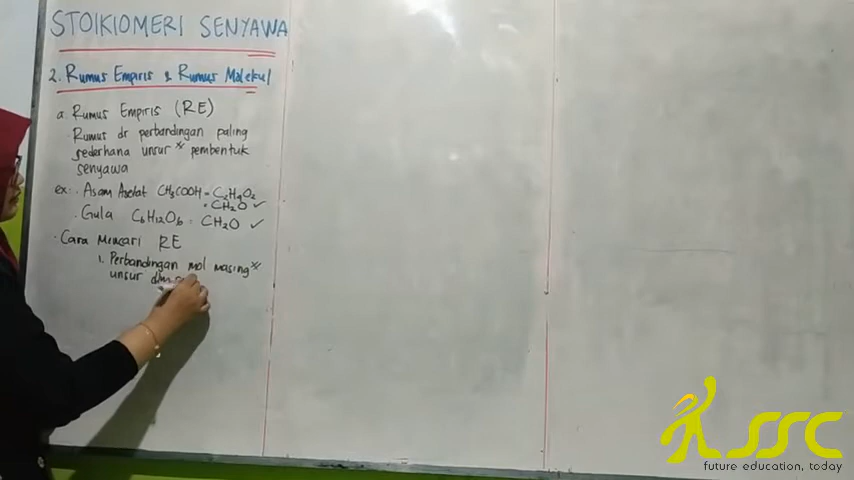 STOIKIOMERI SENYAWA
2. Rumus Empiris & Rumus Molekul
a. Rumus Empiris (RE)
Rumus dr perbandingan paling
sederhana unsur" pembentuk
senyawa
ex: . Asam Asetat CH₃COOH = C₂H₄O₂
= CH₂O ✓
. Gula C₆H₁₂O₆ = CH₂O ✓
. Cara Mencari RE
1. Perbandingan mol masing"
unsur dlm
SSC
future education, today